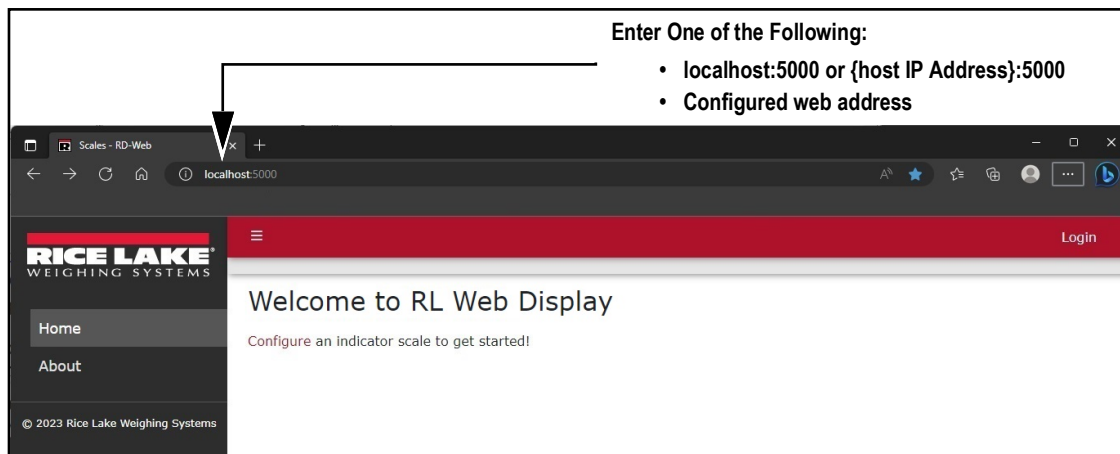 Enter One of the Following:
• localhost:5000 or {host IP Address}:5000
• Configured web address
Scales - RD-Web
localhost:5000
RICE LAKE®
WEIGHING SYSTEMS
Login
Welcome to RL Web Display
Home
Configure an indicator scale to get started!
About
© 2023 Rice Lake Weighing Systems